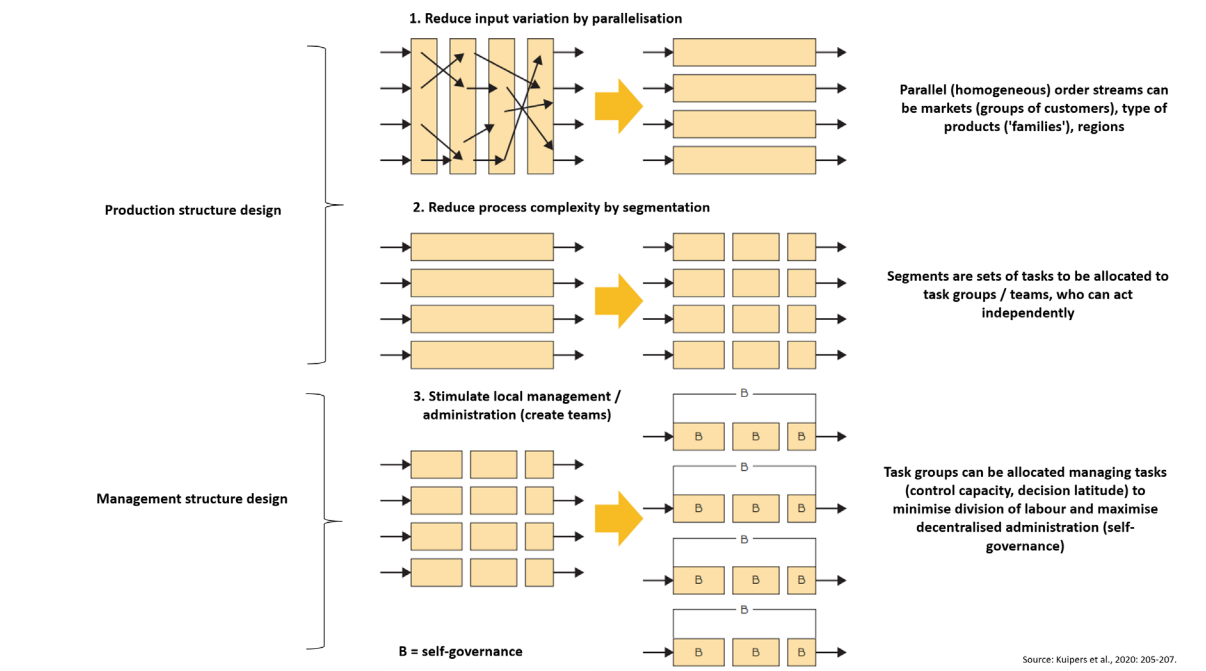 1. Reduce input variation by parallelisation
Parallel (homogeneous) order streams can
be markets (groups of customers), type of
products ('families'), regions
Production structure design
2. Reduce process complexity by segmentation
Segments are sets of tasks to be allocated to
task groups / teams, who can act
independently
3. Stimulate local management /
administration (create teams)
B
B B B
B
B B B
B
B B B
B
B B B
Management structure design
Task groups can be allocated managing tasks
(control capacity, decision latitude) to
minimise division of labour and maximise
decentralised administration (self-
governance)
B = self-governance
Source: Kuipers et al., 2020: 205-207.